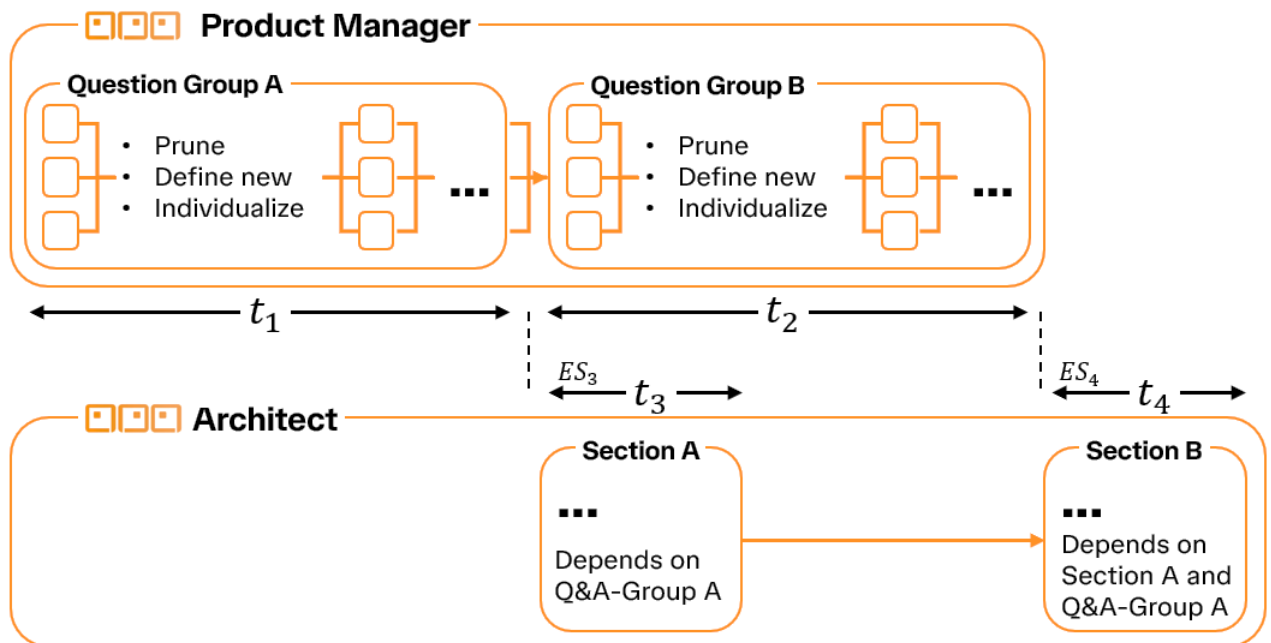 Product Manager
Question Group A
• Prune
• Define new
• Individualize
...
Question Group B
• Prune
• Define new
• Individualize
...
t₁
t₂
ES₃
t₃
ES₄
t₄
Architect
Section A
...
Depends on
Q&A-Group A
Section B
...
Depends on
Section A and
Q&A-Group A